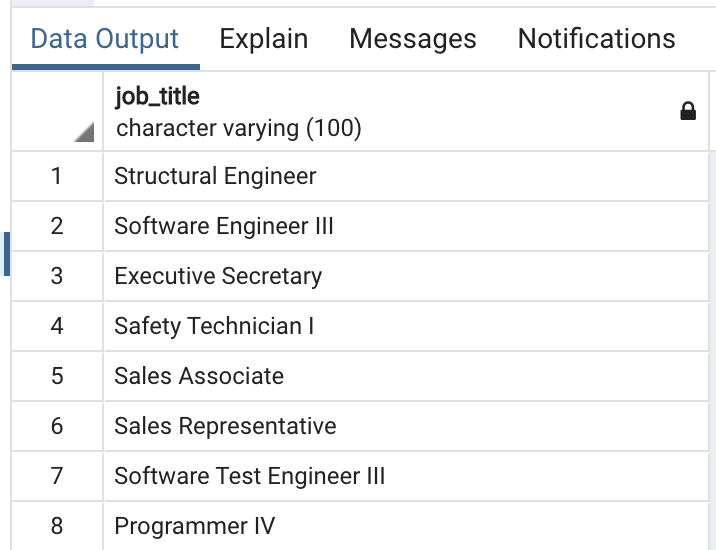 Data Output Explain Messages Notifications
job_title
character varying (100)
1 Structural Engineer
2 Software Engineer III
3 Executive Secretary
4 Safety Technician I
5 Sales Associate
6 Sales Representative
7 Software Test Engineer III
8 Programmer IV